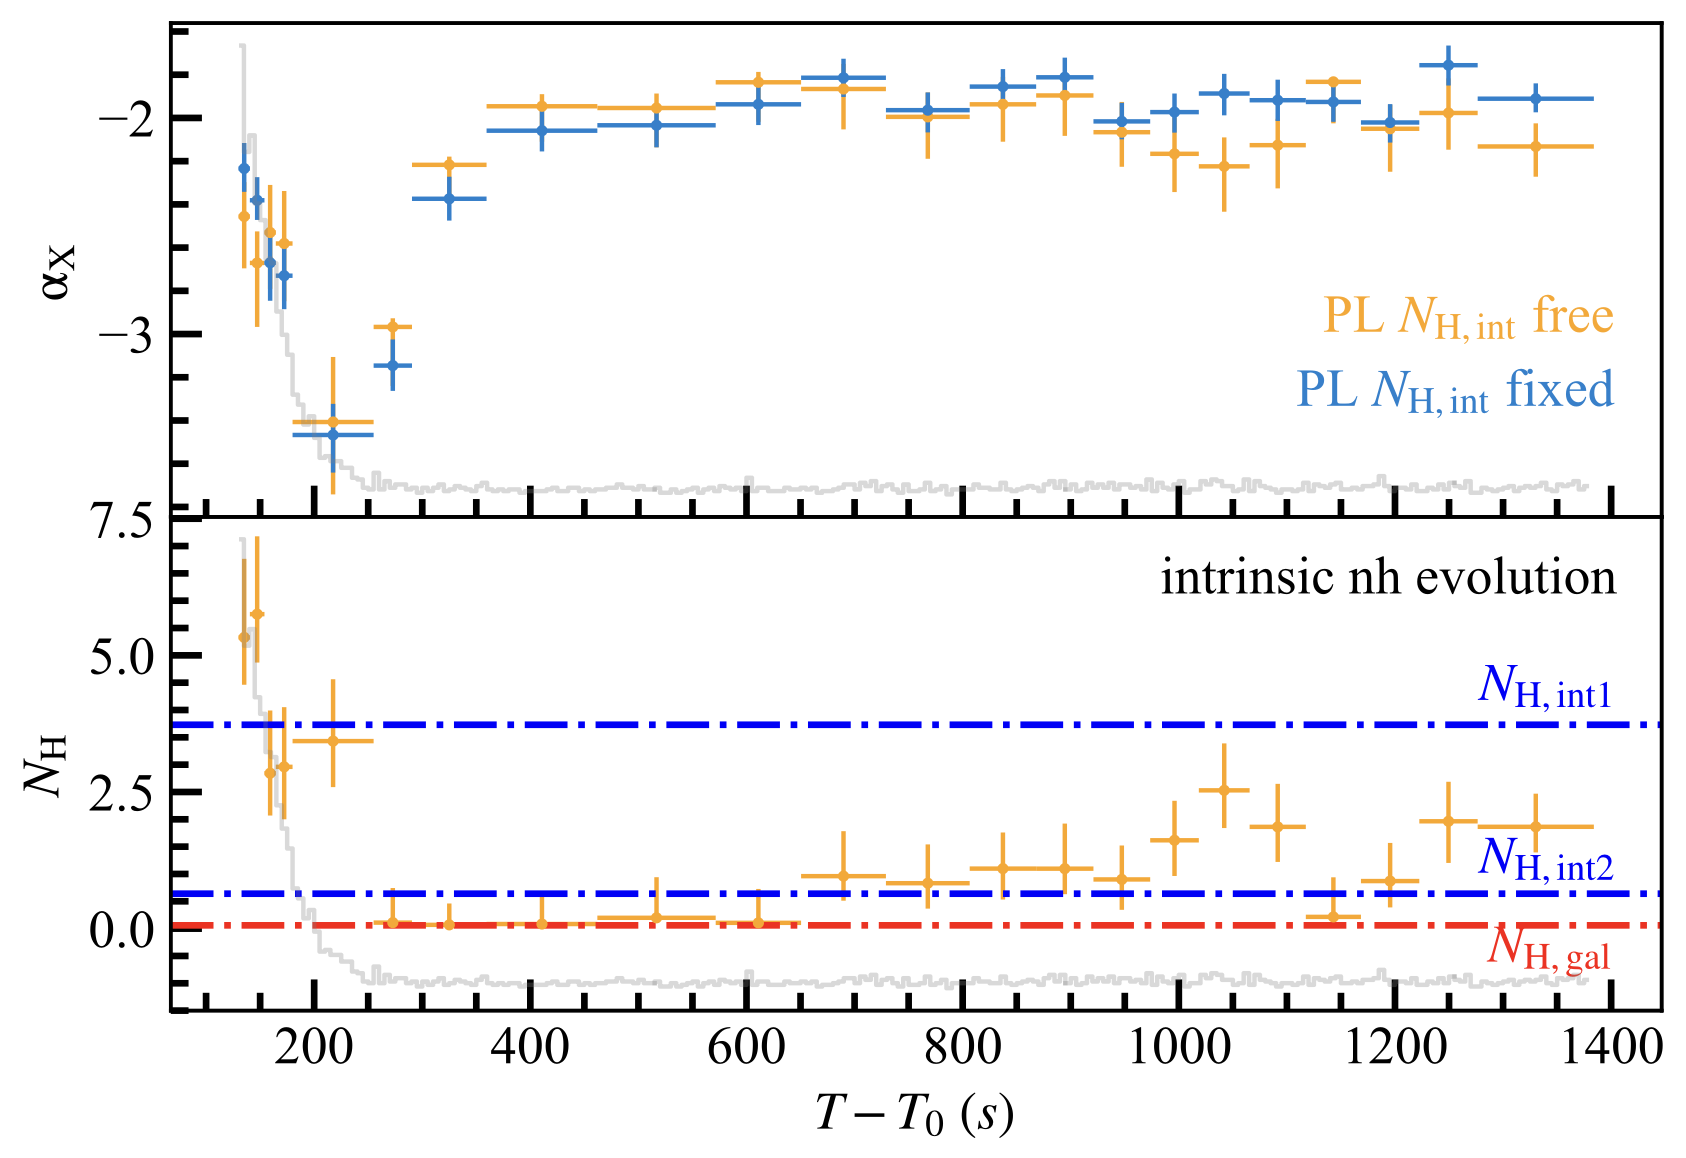 −2
−3
αX
PL NH, int free
PL NH, int fixed
7.5
5.0
2.5
0.0
NH
intrinsic nh evolution
NH, int1
NH, int2
NH, gal
200 400 600 800 1000 1200 1400
T − T0 (s)